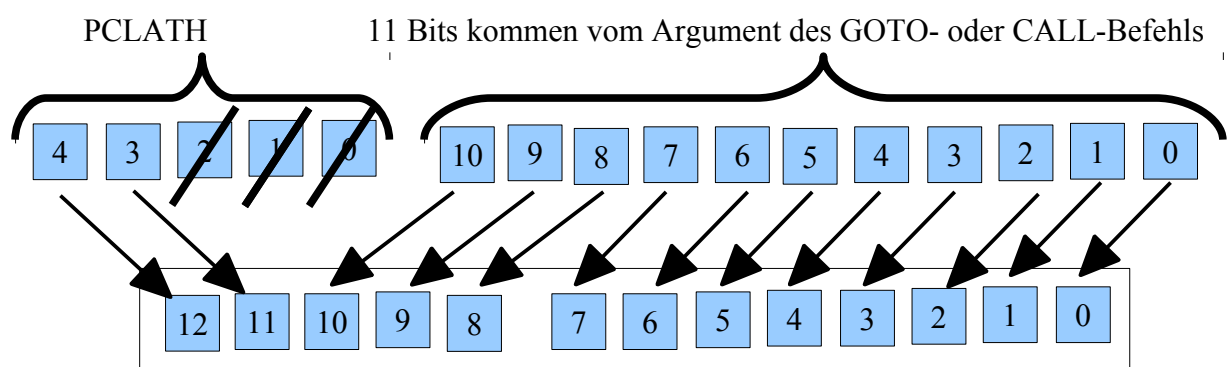 PCLATH 11 Bits kommen vom Argument des GOTO- oder CALL-Befehls
4 3 2 1 0 10 9 8 7 6 5 4 3 2 1 0
12 11 10 9 8 7 6 5 4 3 2 1 0